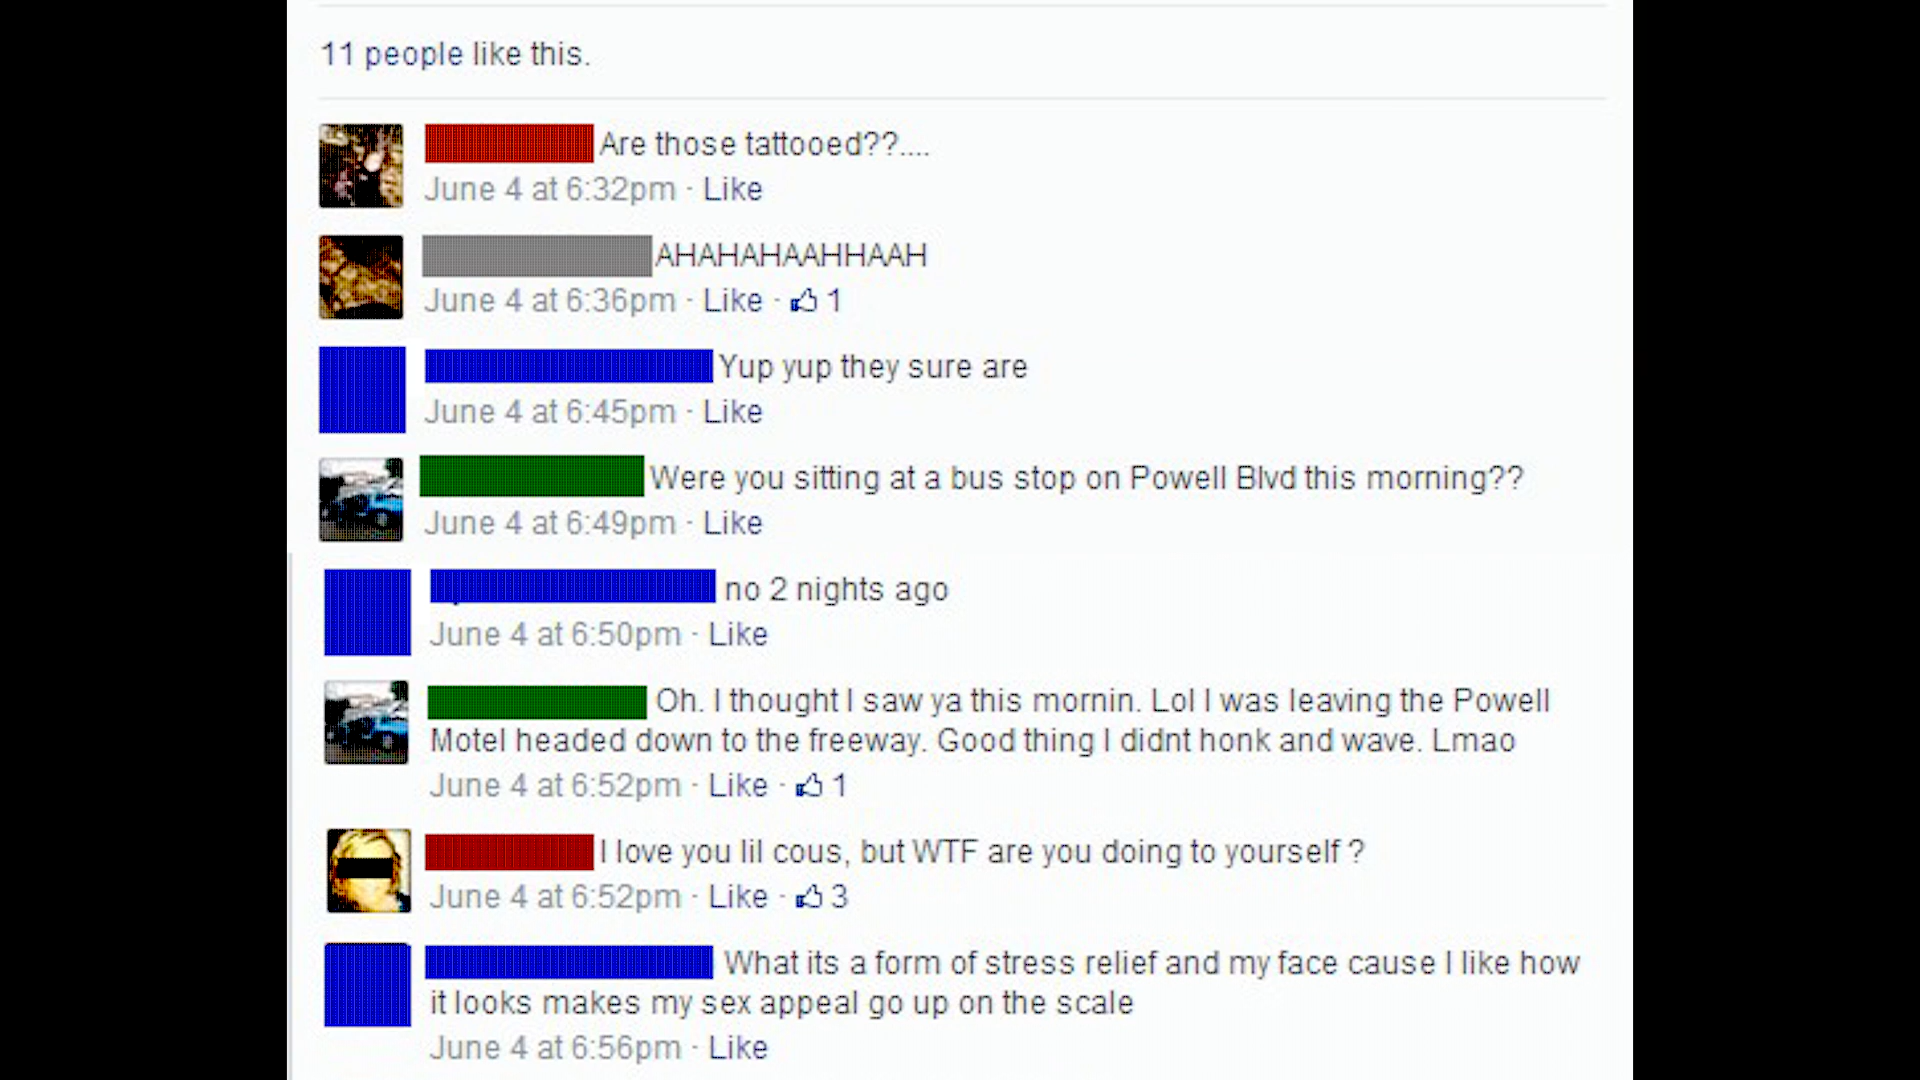 11 people like this.
Are those tattooed??....
June 4 at 6:32pm · Like
AHAHAHAAHHAAH
June 4 at 6:36pm · Like · 1
Yup yup they sure are
June 4 at 6:45pm · Like
Were you sitting at a bus stop on Powell Blvd this morning??
June 4 at 6:49pm · Like
no 2 nights ago
June 4 at 6:50pm · Like
Oh. I thought I saw ya this mornin. Lol I was leaving the Powell
Motel headed down to the freeway. Good thing I didnt honk and wave. Lmao
June 4 at 6:52pm · Like · 1
I love you lil cous, but WTF are you doing to yourself ?
June 4 at 6:52pm · Like · 3
What its a form of stress relief and my face cause I like how
it looks makes my sex appeal go up on the scale
June 4 at 6:56pm · Like